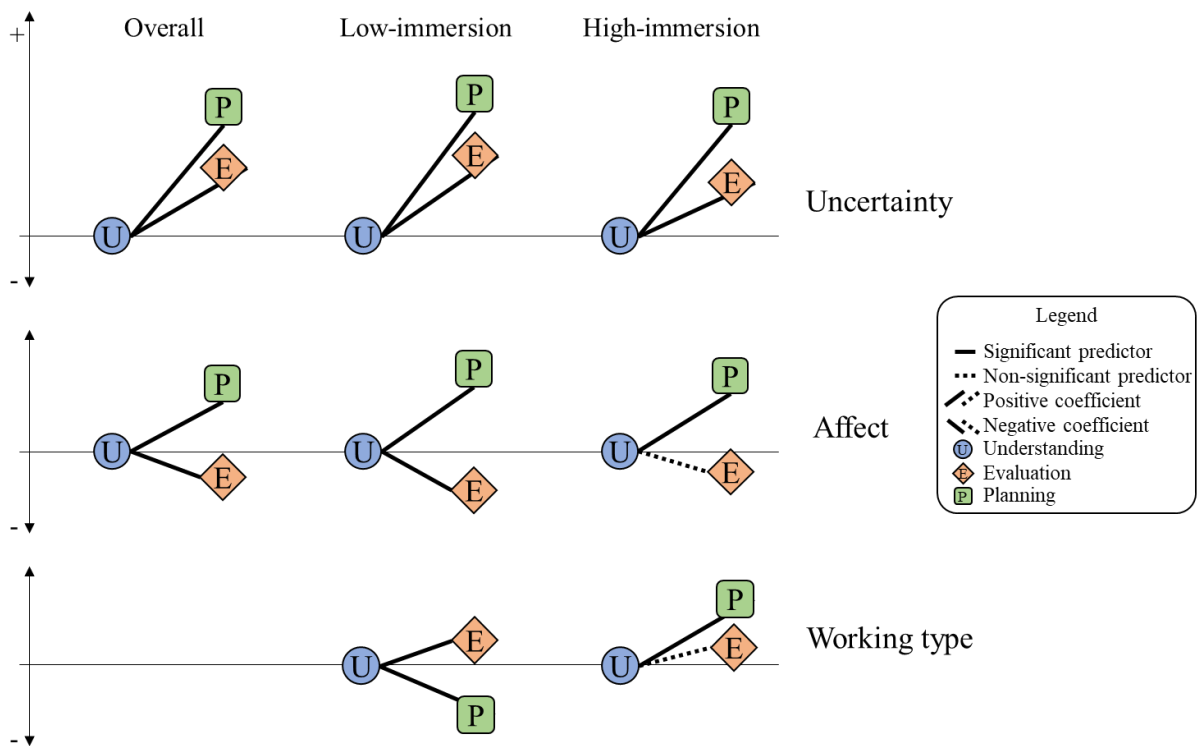 + Overall Low-immersion High-immersion
P P P
E E E
Uncertainty
U U U
-
Legend
Significant predictor
Non-significant predictor
Positive coefficient
Negative coefficient
U Understanding
E Evaluation
P Planning
P P P
Affect
U U U
E E E
-
P
E E
Working type
U U
P
-